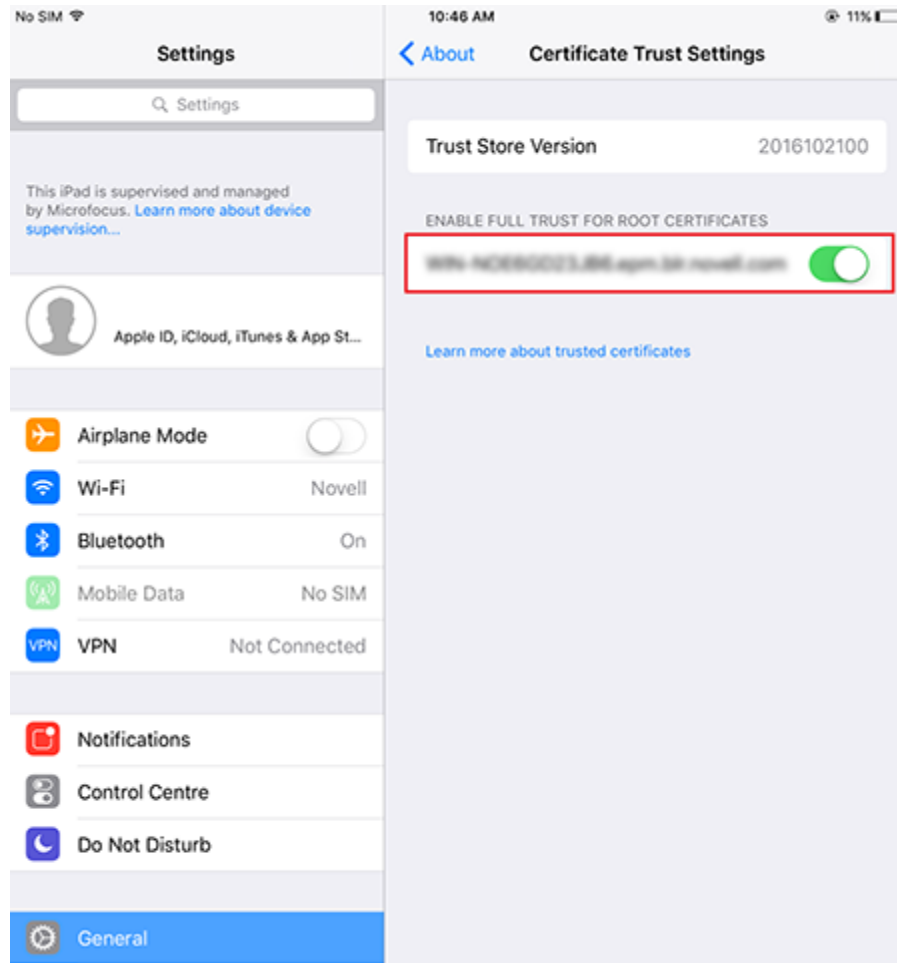 No SIM
10:46 AM
11%
Settings
About
Certificate Trust Settings
Settings
Trust Store Version
2016102100
This iPad is supervised and managed
by Microfocus. Learn more about device
supervision...
ENABLE FULL TRUST FOR ROOT CERTIFICATES
Apple ID, iCloud, iTunes & App St...
Learn more about trusted certificates
Airplane Mode
Wi-Fi
Novell
Bluetooth
On
Mobile Data
No SIM
VPN
VPN
Not Connected
Notifications
Control Centre
Do Not Disturb
General